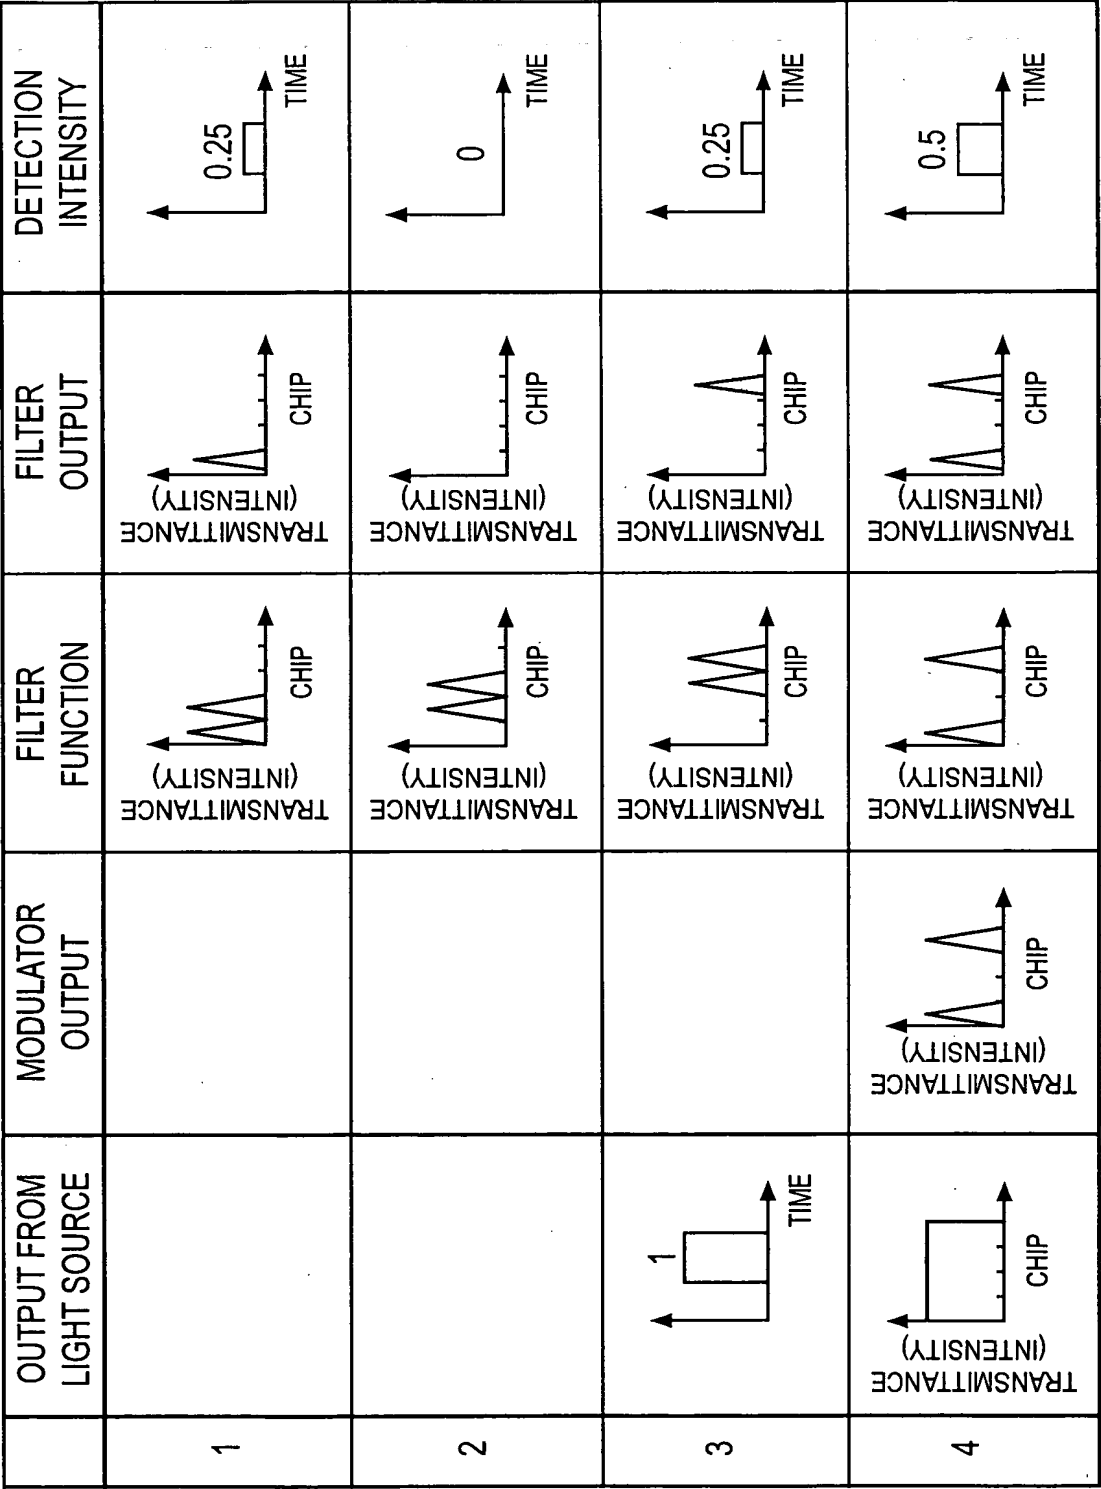 OUTPUT FROM
LIGHT SOURCE
MODULATOR
OUTPUT
FILTER
FUNCTION
FILTER
OUTPUT
DETECTION
INTENSITY
1
TRANSMITTANCE
(INTENSITY)
CHIP
TRANSMITTANCE
(INTENSITY)
CHIP
0.25
TIME
2
TRANSMITTANCE
(INTENSITY)
CHIP
TRANSMITTANCE
(INTENSITY)
CHIP
0
TIME
3
1
TIME
TRANSMITTANCE
(INTENSITY)
CHIP
TRANSMITTANCE
(INTENSITY)
CHIP
0.25
TIME
4
TRANSMITTANCE
(INTENSITY)
CHIP
TRANSMITTANCE
(INTENSITY)
CHIP
TRANSMITTANCE
(INTENSITY)
CHIP
TRANSMITTANCE
(INTENSITY)
CHIP
0.5
TIME